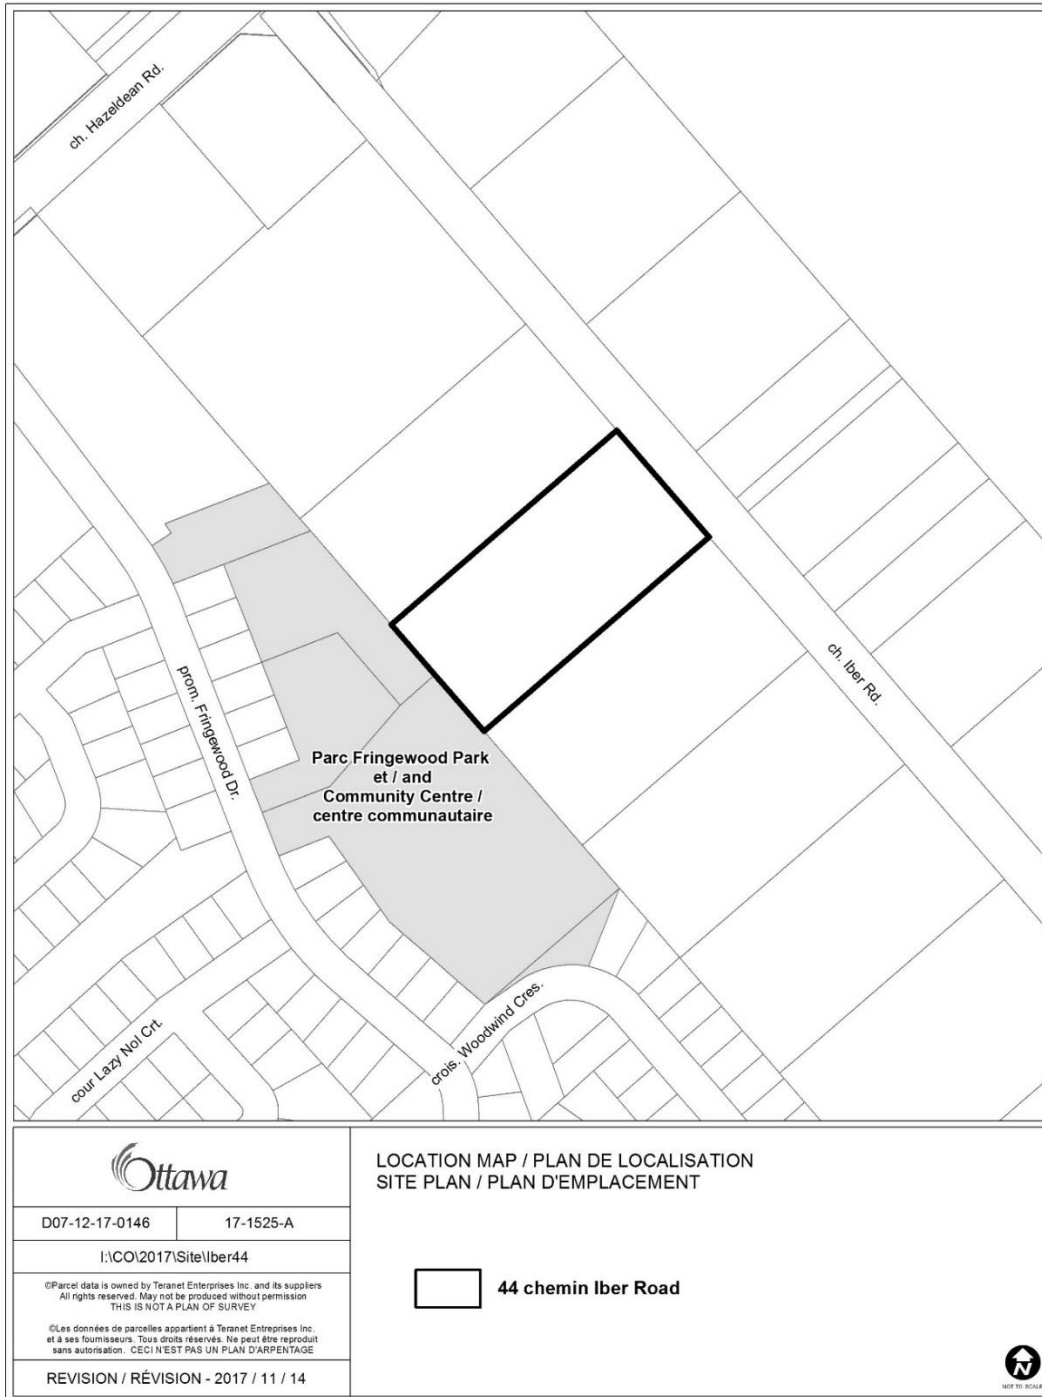 ch. Hazeldean Rd.
prom. Fringewood Dr.
ch. Iber Rd.
Parc Fringewood Park
et / and
Community Centre /
centre communautaire
crois. Woodwind Cres.
cour Lazy Nol Crt.
Ottawa
D07-12-17-0146
17-1525-A
I:\CO\2017\Site\Iber44
©Parcel data is owned by Teranet Enterprises Inc. and its suppliers
All rights reserved. May not be produced without permission
THIS IS NOT A PLAN OF SURVEY
©Les données de parcelles appartient à Teranet Entreprises Inc.
et à ses fournisseurs. Tous droits réservés. Ne peut être reproduit
sans autorisation. CECI N'EST PAS UN PLAN D'ARPENTAGE
REVISION / RÉVISION - 2017 / 11 / 14
LOCATION MAP / PLAN DE LOCALISATION
SITE PLAN / PLAN D'EMPLACEMENT
44 chemin Iber Road
N
NOT TO SCALE